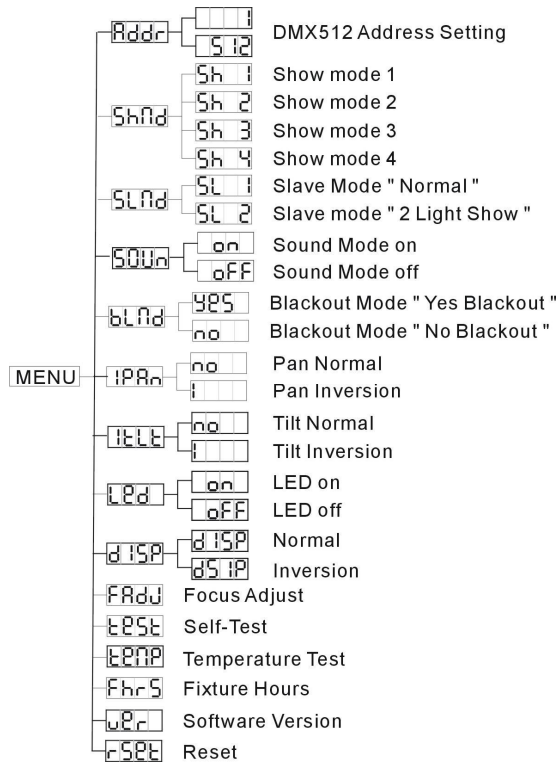 MENU
Addr
1
512
DMX512 Address Setting
ShMd
Sh 1 Show mode 1
Sh 2 Show mode 2
Sh 3 Show mode 3
Sh 4 Show mode 4
SLMd
SL 1 Slave Mode " Normal "
SL 2 Slave mode " 2 Light Show "
SOUn
on Sound Mode on
oFF Sound Mode off
bLMd
yes Blackout Mode " Yes Blackout "
no Blackout Mode " No Blackout "
IPAn
no Pan Normal
I Pan Inversion
ItLt
no Tilt Normal
I Tilt Inversion
Led
on LED on
oFF LED off
dISP
dISP Normal
dSIP Inversion
FAdJ Focus Adjust
teSt Self-Test
teMP Temperature Test
FhrS Fixture Hours
ver Software Version
rSet Reset